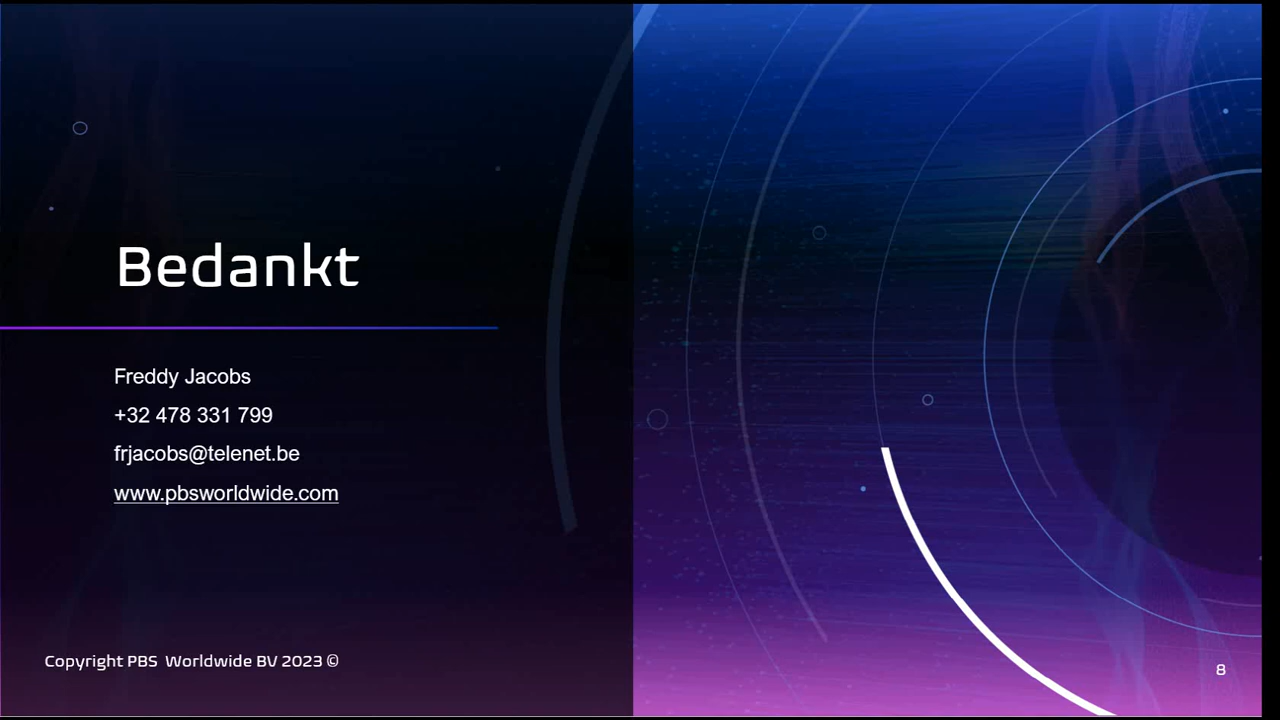 Bedankt
Freddy Jacobs
+32 478 331 799
frjacobs@telenet.be
www.pbsworldwide.com
Copyright PBS Worldwide BV 2023 ©
8